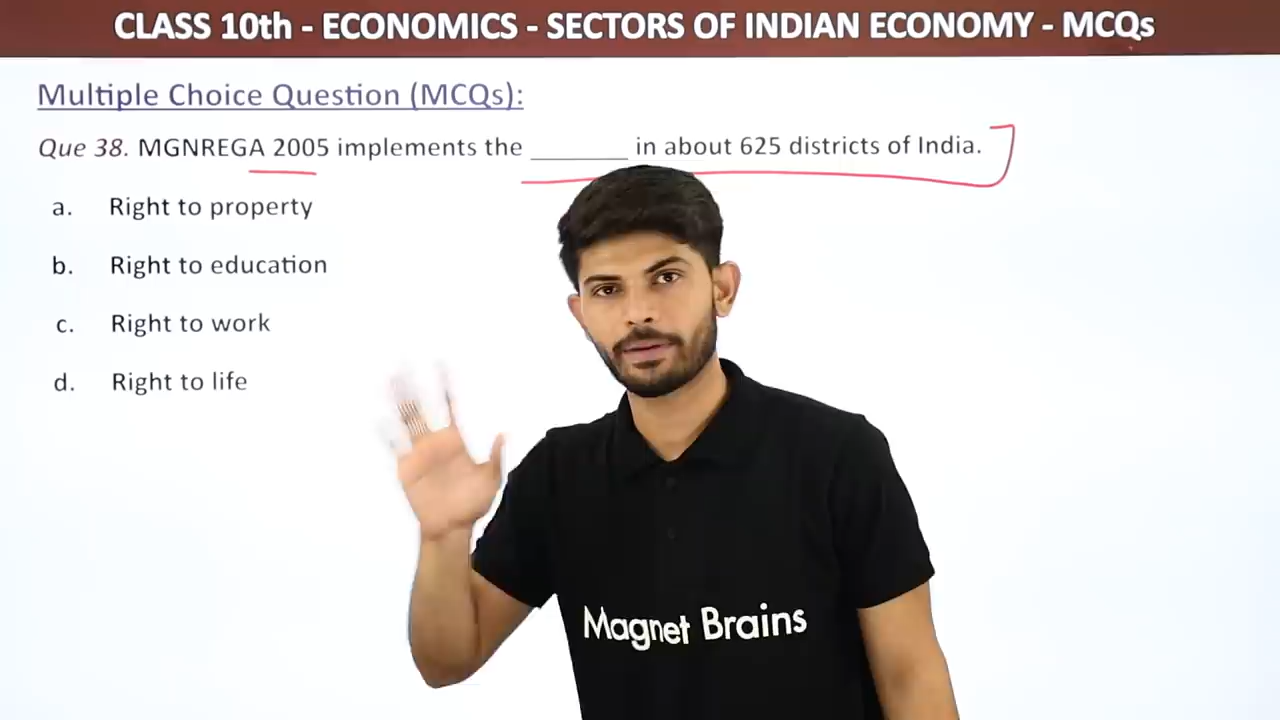 CLASS 10th - ECONOMICS - SECTORS OF INDIAN ECONOMY - MCQs
Multiple Choice Question (MCQs):
Que 38. MGNREGA 2005 implements the ________ in about 625 districts of India.
a. Right to property
b. Right to education
c. Right to work
d. Right to life
Magnet Brains